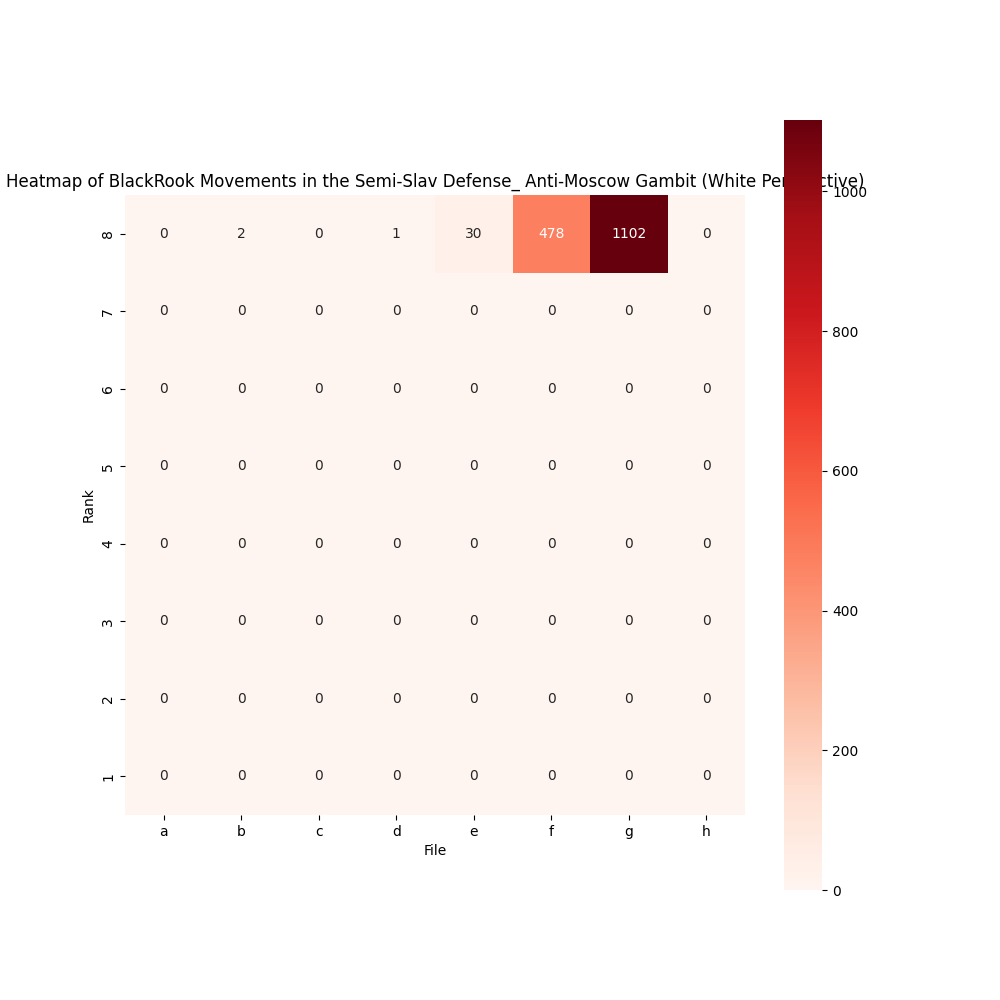 Heatmap of BlackRook Movements in the Semi-Slav Defense_ Anti-Moscow Gambit (White Perspective)
8 0 2 0 1 30 478 1102 0
7 0 0 0 0 0 0 0 0
6 0 0 0 0 0 0 0 0
5 0 0 0 0 0 0 0 0
4 0 0 0 0 0 0 0 0
3 0 0 0 0 0 0 0 0
2 0 0 0 0 0 0 0 0
1 0 0 0 0 0 0 0 0
a b c d e f g h
File
Rank
1000
800
600
400
200
0